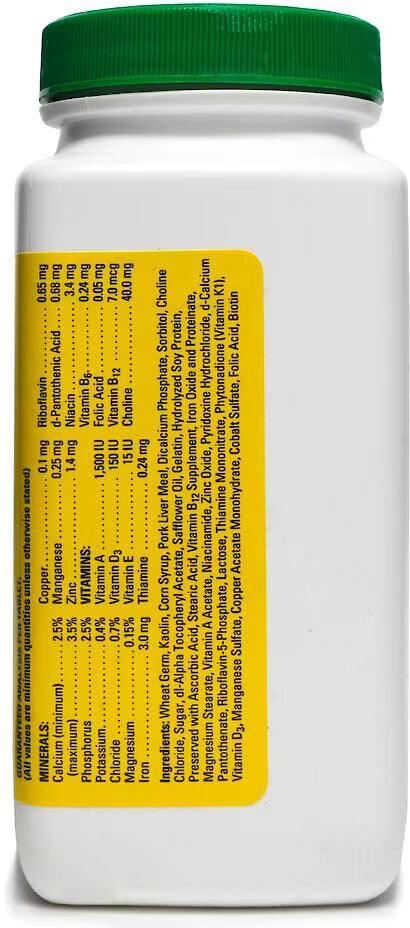 GUARANTEED ANALYSIS PER TABLET:
(All values are minimum quantities unless otherwise stated)
MINERALS:
Calcium (minimum) ..... 2.5%
(maximum) ..... 3.5%
Phosphorus ..... 2.5%
Potassium ..... 0.4%
Chloride ..... 0.7%
Magnesium ..... 0.15%
Iron ..... 3.0 mg
Copper ..... 0.1 mg
Manganese ..... 0.25 mg
Zinc ..... 1.4 mg
VITAMINS:
Vitamin A ..... 1,500 IU
Vitamin D3 ..... 150 IU
Vitamin E ..... 15 IU
Thiamine ..... 0.24 mg
Riboflavin ..... 0.65 mg
d-Pantothenic Acid ..... 0.68 mg
Niacin ..... 3.4 mg
Vitamin B6 ..... 0.24 mg
Folic Acid ..... 0.05 mg
Vitamin B12 ..... 7.0 mcg
Choline ..... 40.0 mg
Ingredients: Wheat Germ, Kaolin, Corn Syrup, Pork Liver Meal, Dicalcium Phosphate, Sorbitol, Choline
Chloride, Sugar, dl-Alpha Tocopheryl Acetate, Safflower Oil, Gelatin, Hydrolyzed Soy Protein,
Preserved with Ascorbic Acid, Stearic Acid, Vitamin B12 Supplement, Iron Oxide and Proteinate,
Magnesium Stearate, Vitamin A Acetate, Niacinamide, Zinc Oxide, Pyridoxine Hydrochloride, d-Calcium
Pantothenate, Riboflavin-5-Phosphate, Lactose, Thiamine Mononitrate, Phytonadione (Vitamin K1),
Vitamin D3, Manganese Sulfate, Copper Acetate Monohydrate, Cobalt Sulfate, Folic Acid, Biotin